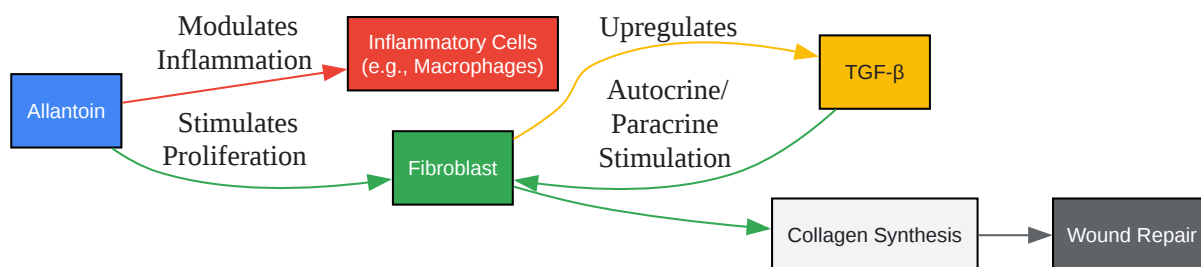 Modulates
Inflammation
Inflammatory Cells
(e.g., Macrophages)
Upregulates
TGF-β
Allantoin
Stimulates
Proliferation
Autocrine/
Paracrine
Stimulation
Fibroblast
Collagen Synthesis
Wound Repair